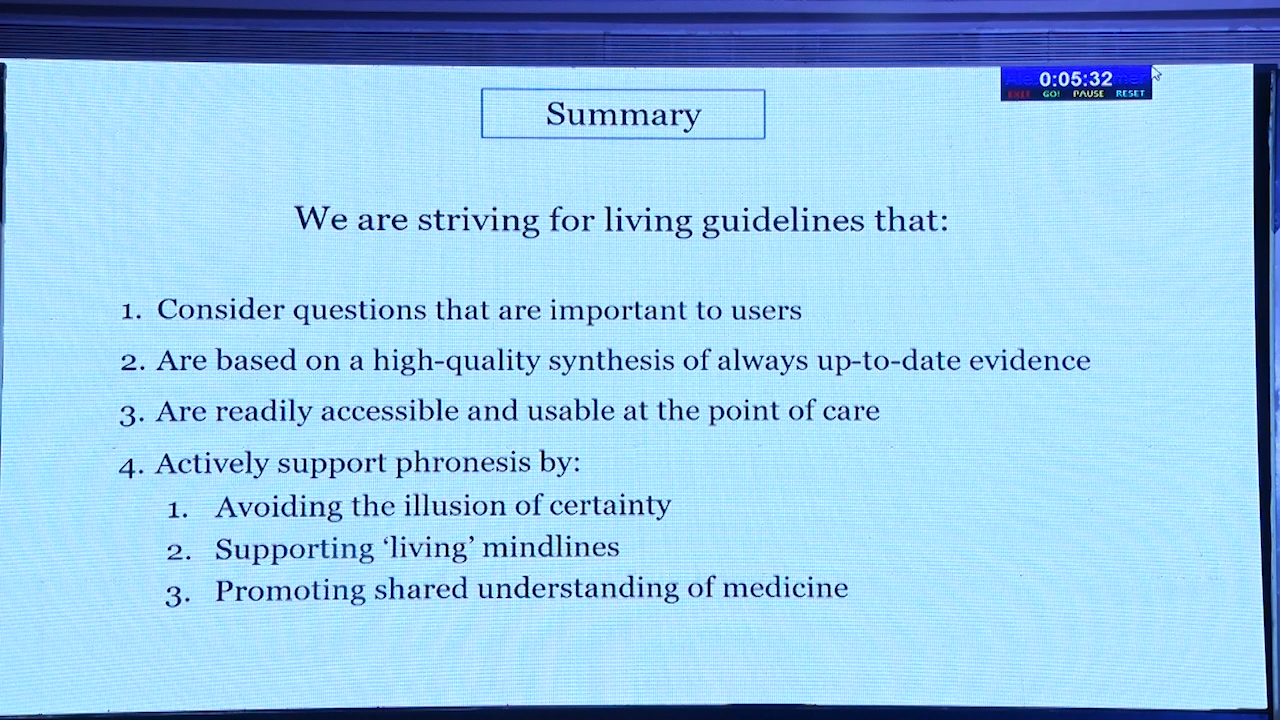 0:05:32
EXIT GO! PAUSE RESET
Summary
We are striving for living guidelines that:
1. Consider questions that are important to users
2. Are based on a high-quality synthesis of always up-to-date evidence
3. Are readily accessible and usable at the point of care
4. Actively support phronesis by:
1. Avoiding the illusion of certainty
2. Supporting ‘living’ mindlines
3. Promoting shared understanding of medicine